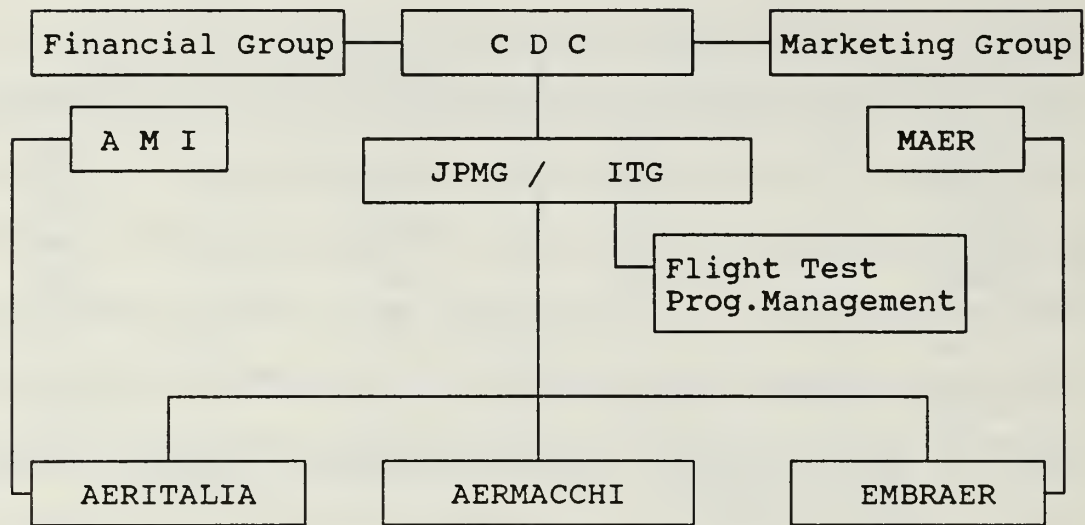 Financial Group
C D C
Marketing Group
A M I
MAER
JPMG / ITG
Flight Test
Prog.Management
AERITALIA
AERMACCHI
EMBRAER